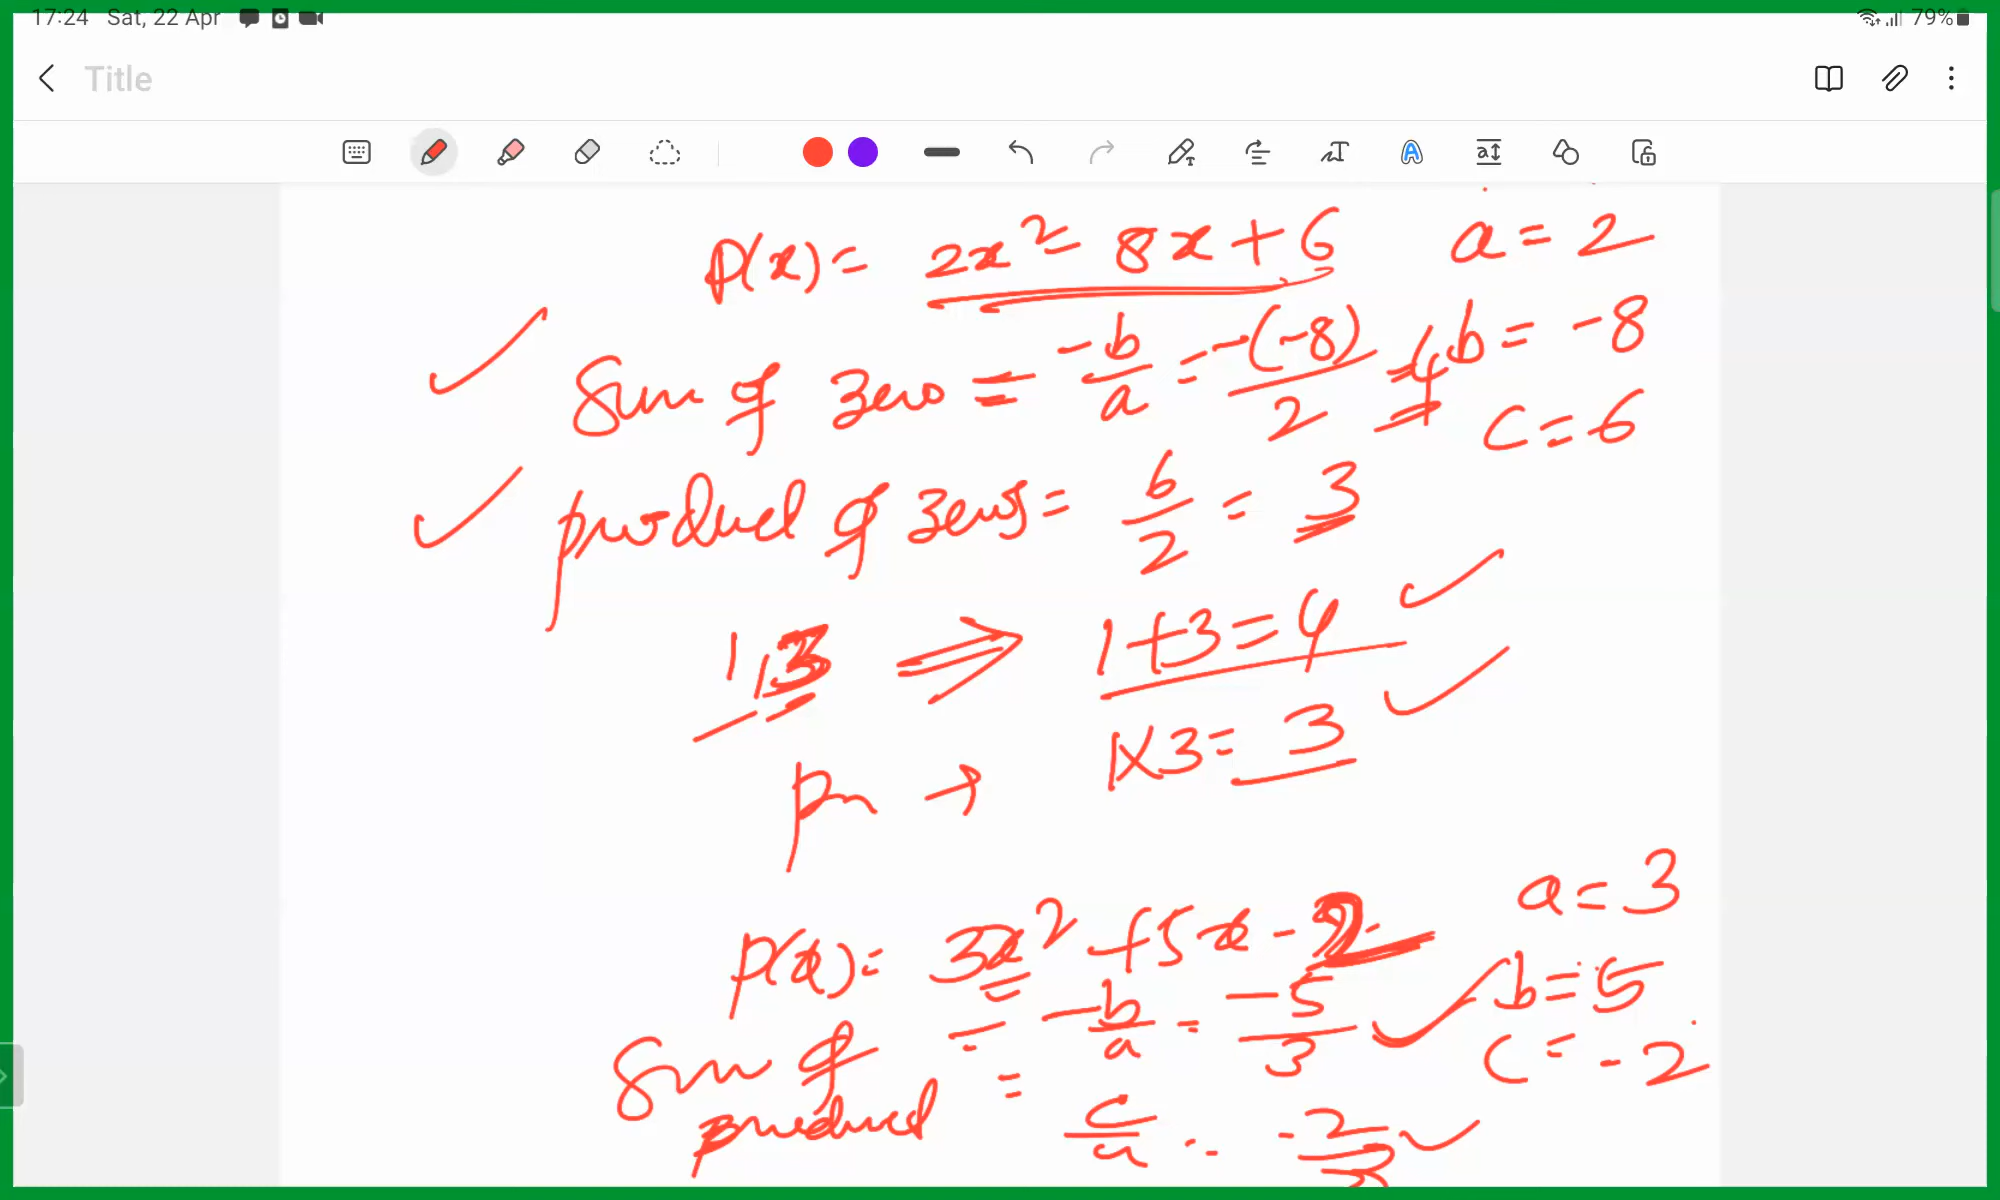 17:24 Sat, 22 Apr 79%
Title
P(x) = 2x² - 8x + 6 a = 2
Sum of zero = -b/a = -(-8)/2 = 4 b = -8
c = 6
product of zeros = 6/2 = 3
1,3 ⇒ 1+3=4
1×3= 3
→
p(x) = 3x² + 5x - 2 a = 3
Sum of = -b/a = -5/3 b = 5
c = -2
product = c/a = -2/3